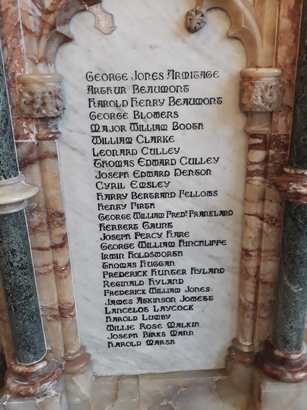 George Jones Armitage
Arthur Beaumont
Harold Henry Beaumont
George Blowers
Major William Booth
William Clarke
Leonard Culley
Thomas Edward Culley
Joseph Edward Denton
Cyril Emsley
Harry Bertrand Fellows
Henry Firth
George William Fredk Frankland
Herbert Gaunt
Joseph Percy Hare
George William Hinchliffe
Irwin Holdsworth
Thomas Huggan
Frederick Hunter Hyland
Reginald Hyland
Frederick William Jones
James Atkinson Jowett
Lancelot Laycock
Harold Lumby
Willie Rose Malkin
Joseph Birks Mann
Harold Marsh